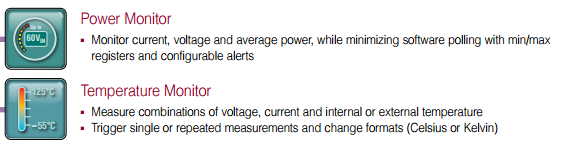 Power Monitor
60VIN
▪ Monitor current, voltage and average power, while minimizing software polling with min/max
registers and configurable alerts
Temperature Monitor
125°C
–55°C
▪ Measure combinations of voltage, current and internal or external temperature
▪ Trigger single or repeated measurements and change formats (Celsius or Kelvin)